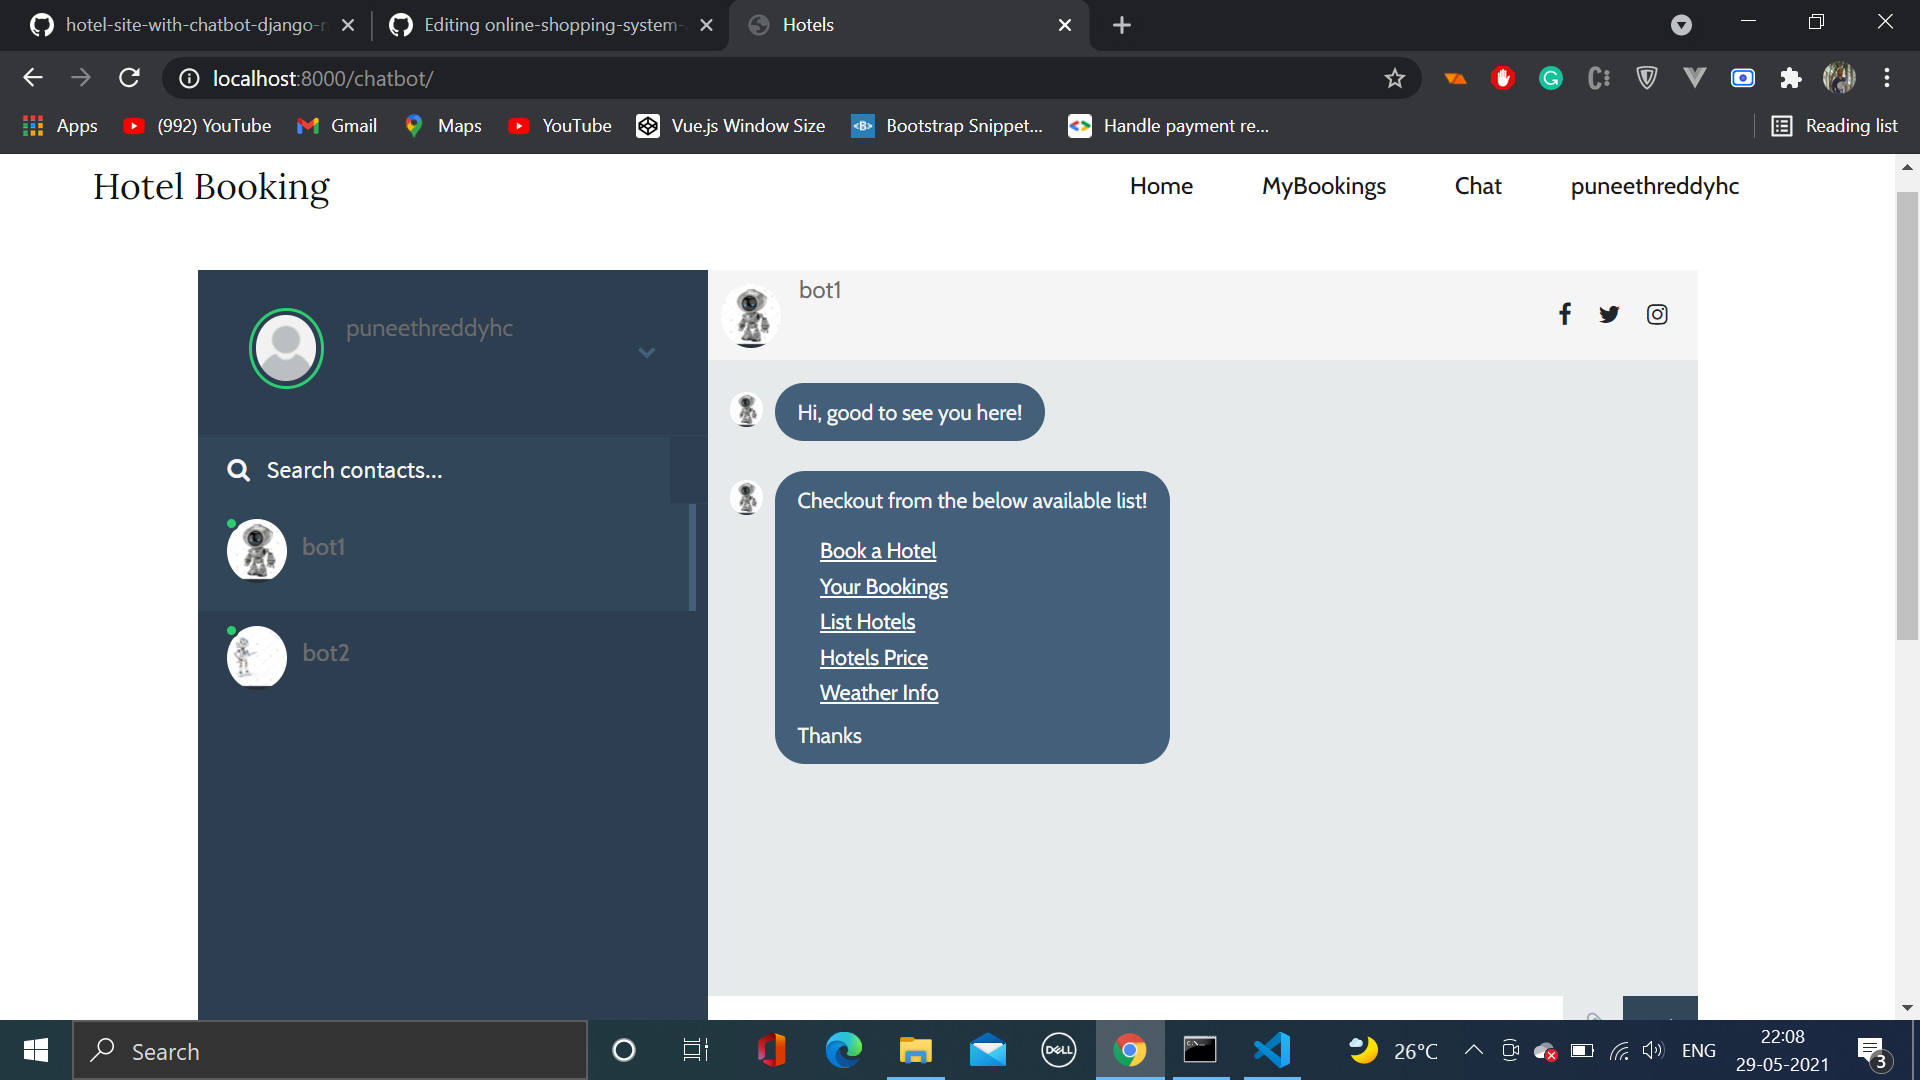 hotel-site-with-chatbot-django-n
Editing online-shopping-system-
Hotels
localhost:8000/chatbot/
Apps
(992) YouTube
Gmail
Maps
YouTube
Vue.js Window Size
Bootstrap Snippet...
Handle payment re...
Reading list
Hotel Booking
Home
MyBookings
Chat
puneethreddyhc
puneethreddyhc
Search contacts...
bot1
bot2
bot1
Hi, good to see you here!
Checkout from the below available list!
Book a Hotel
Your Bookings
List Hotels
Hotels Price
Weather Info
Thanks
Search
DELL
26°C
ENG
22:08
29-05-2021
3